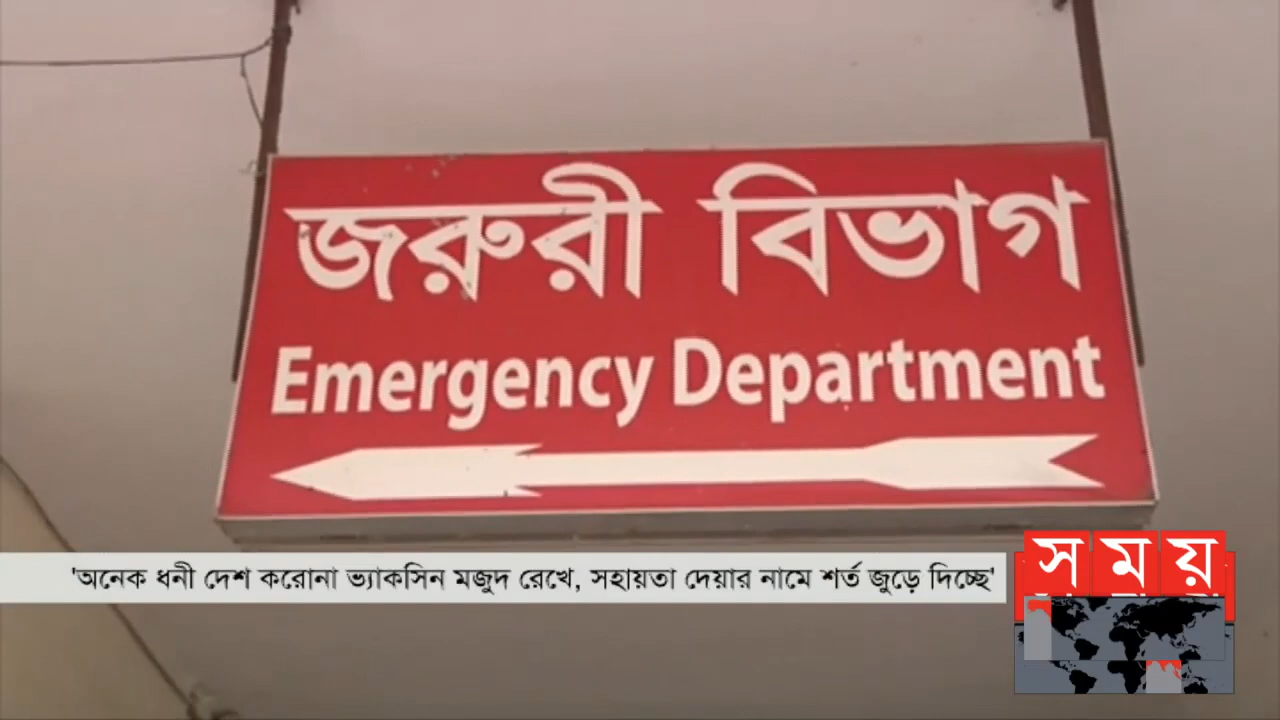 জরুরী বিভাগ
Emergency Department
'অনেক ধনী দেশ করোনা ভ্যাকসিন মজুদ রেখে, সহায়তা দেয়ার নামে শর্ত জুড়ে দিচ্ছে'
সময়